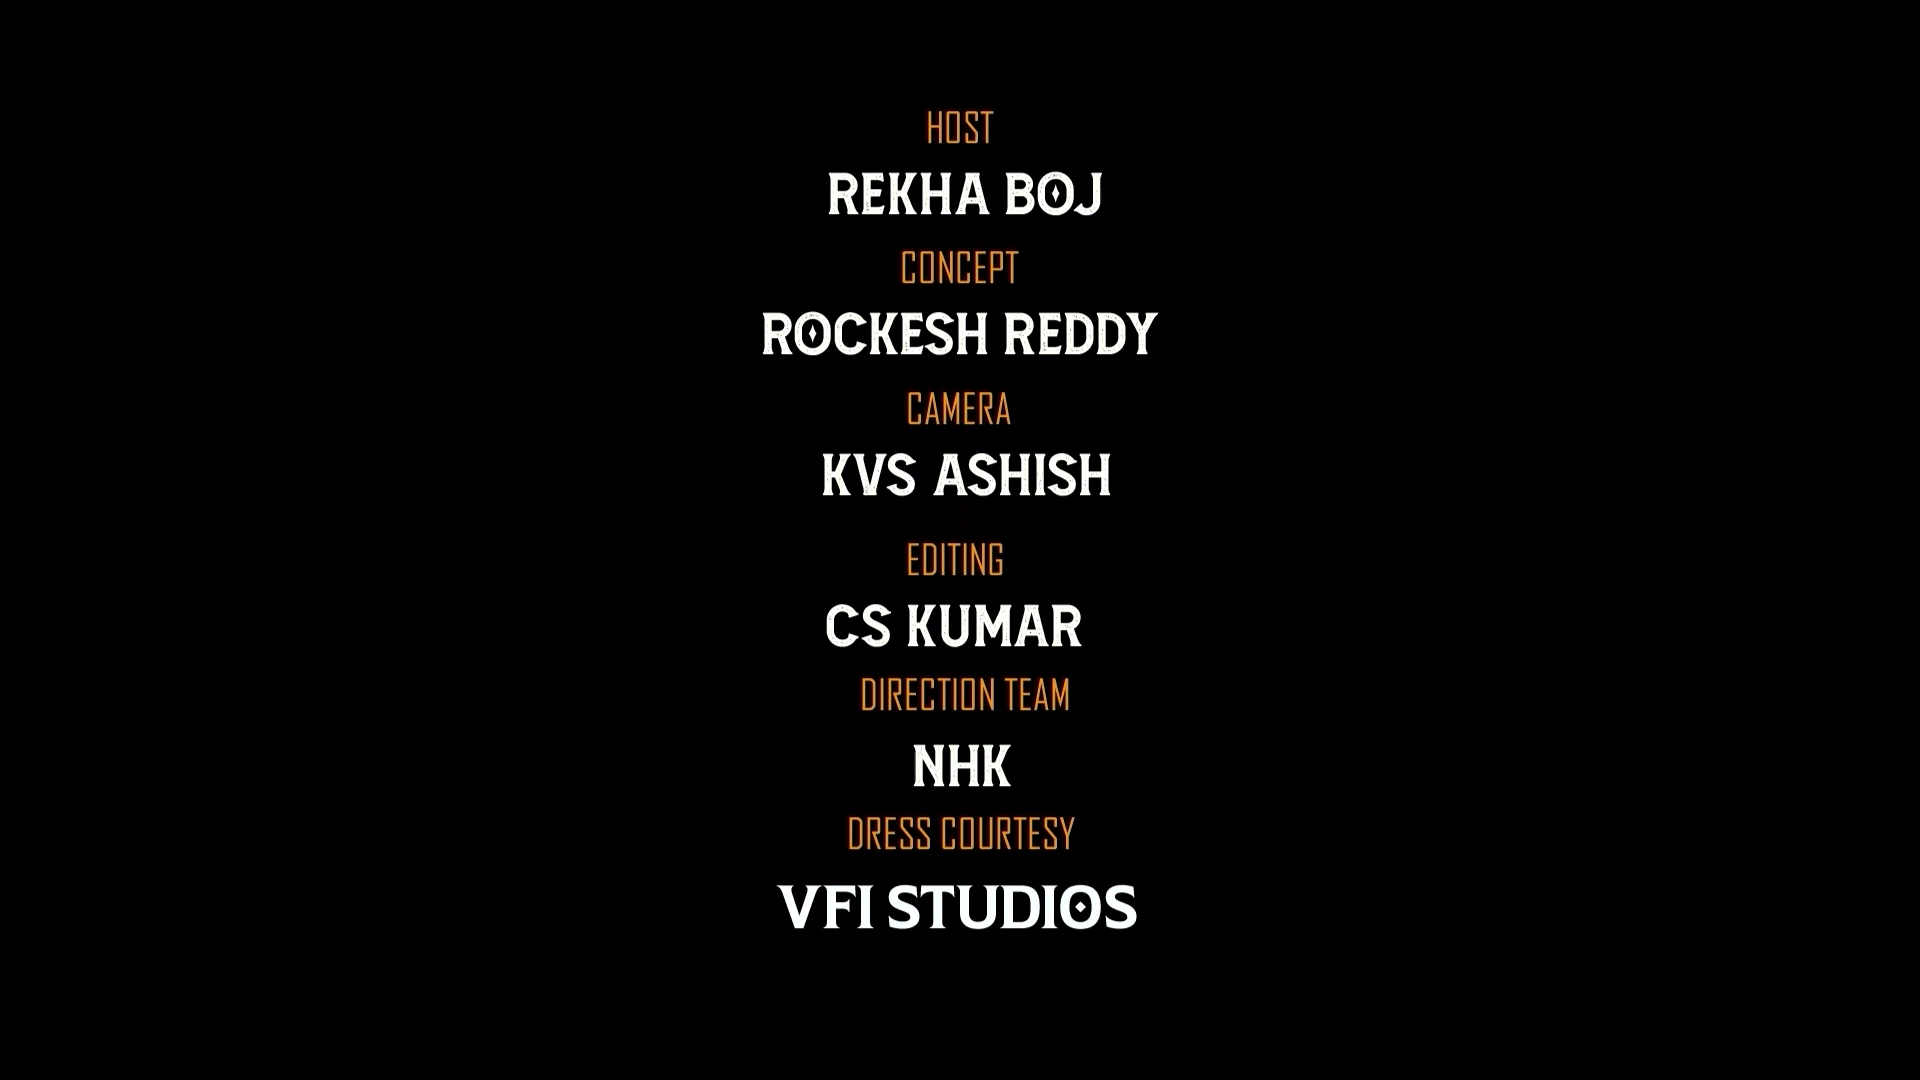 HOST
REKHA BOJ
CONCEPT
ROCKESH REDDY
CAMERA
KVS ASHISH
EDITING
CS KUMAR
DIRECTION TEAM
NHK
DRESS COURTESY
VFI STUDIOS